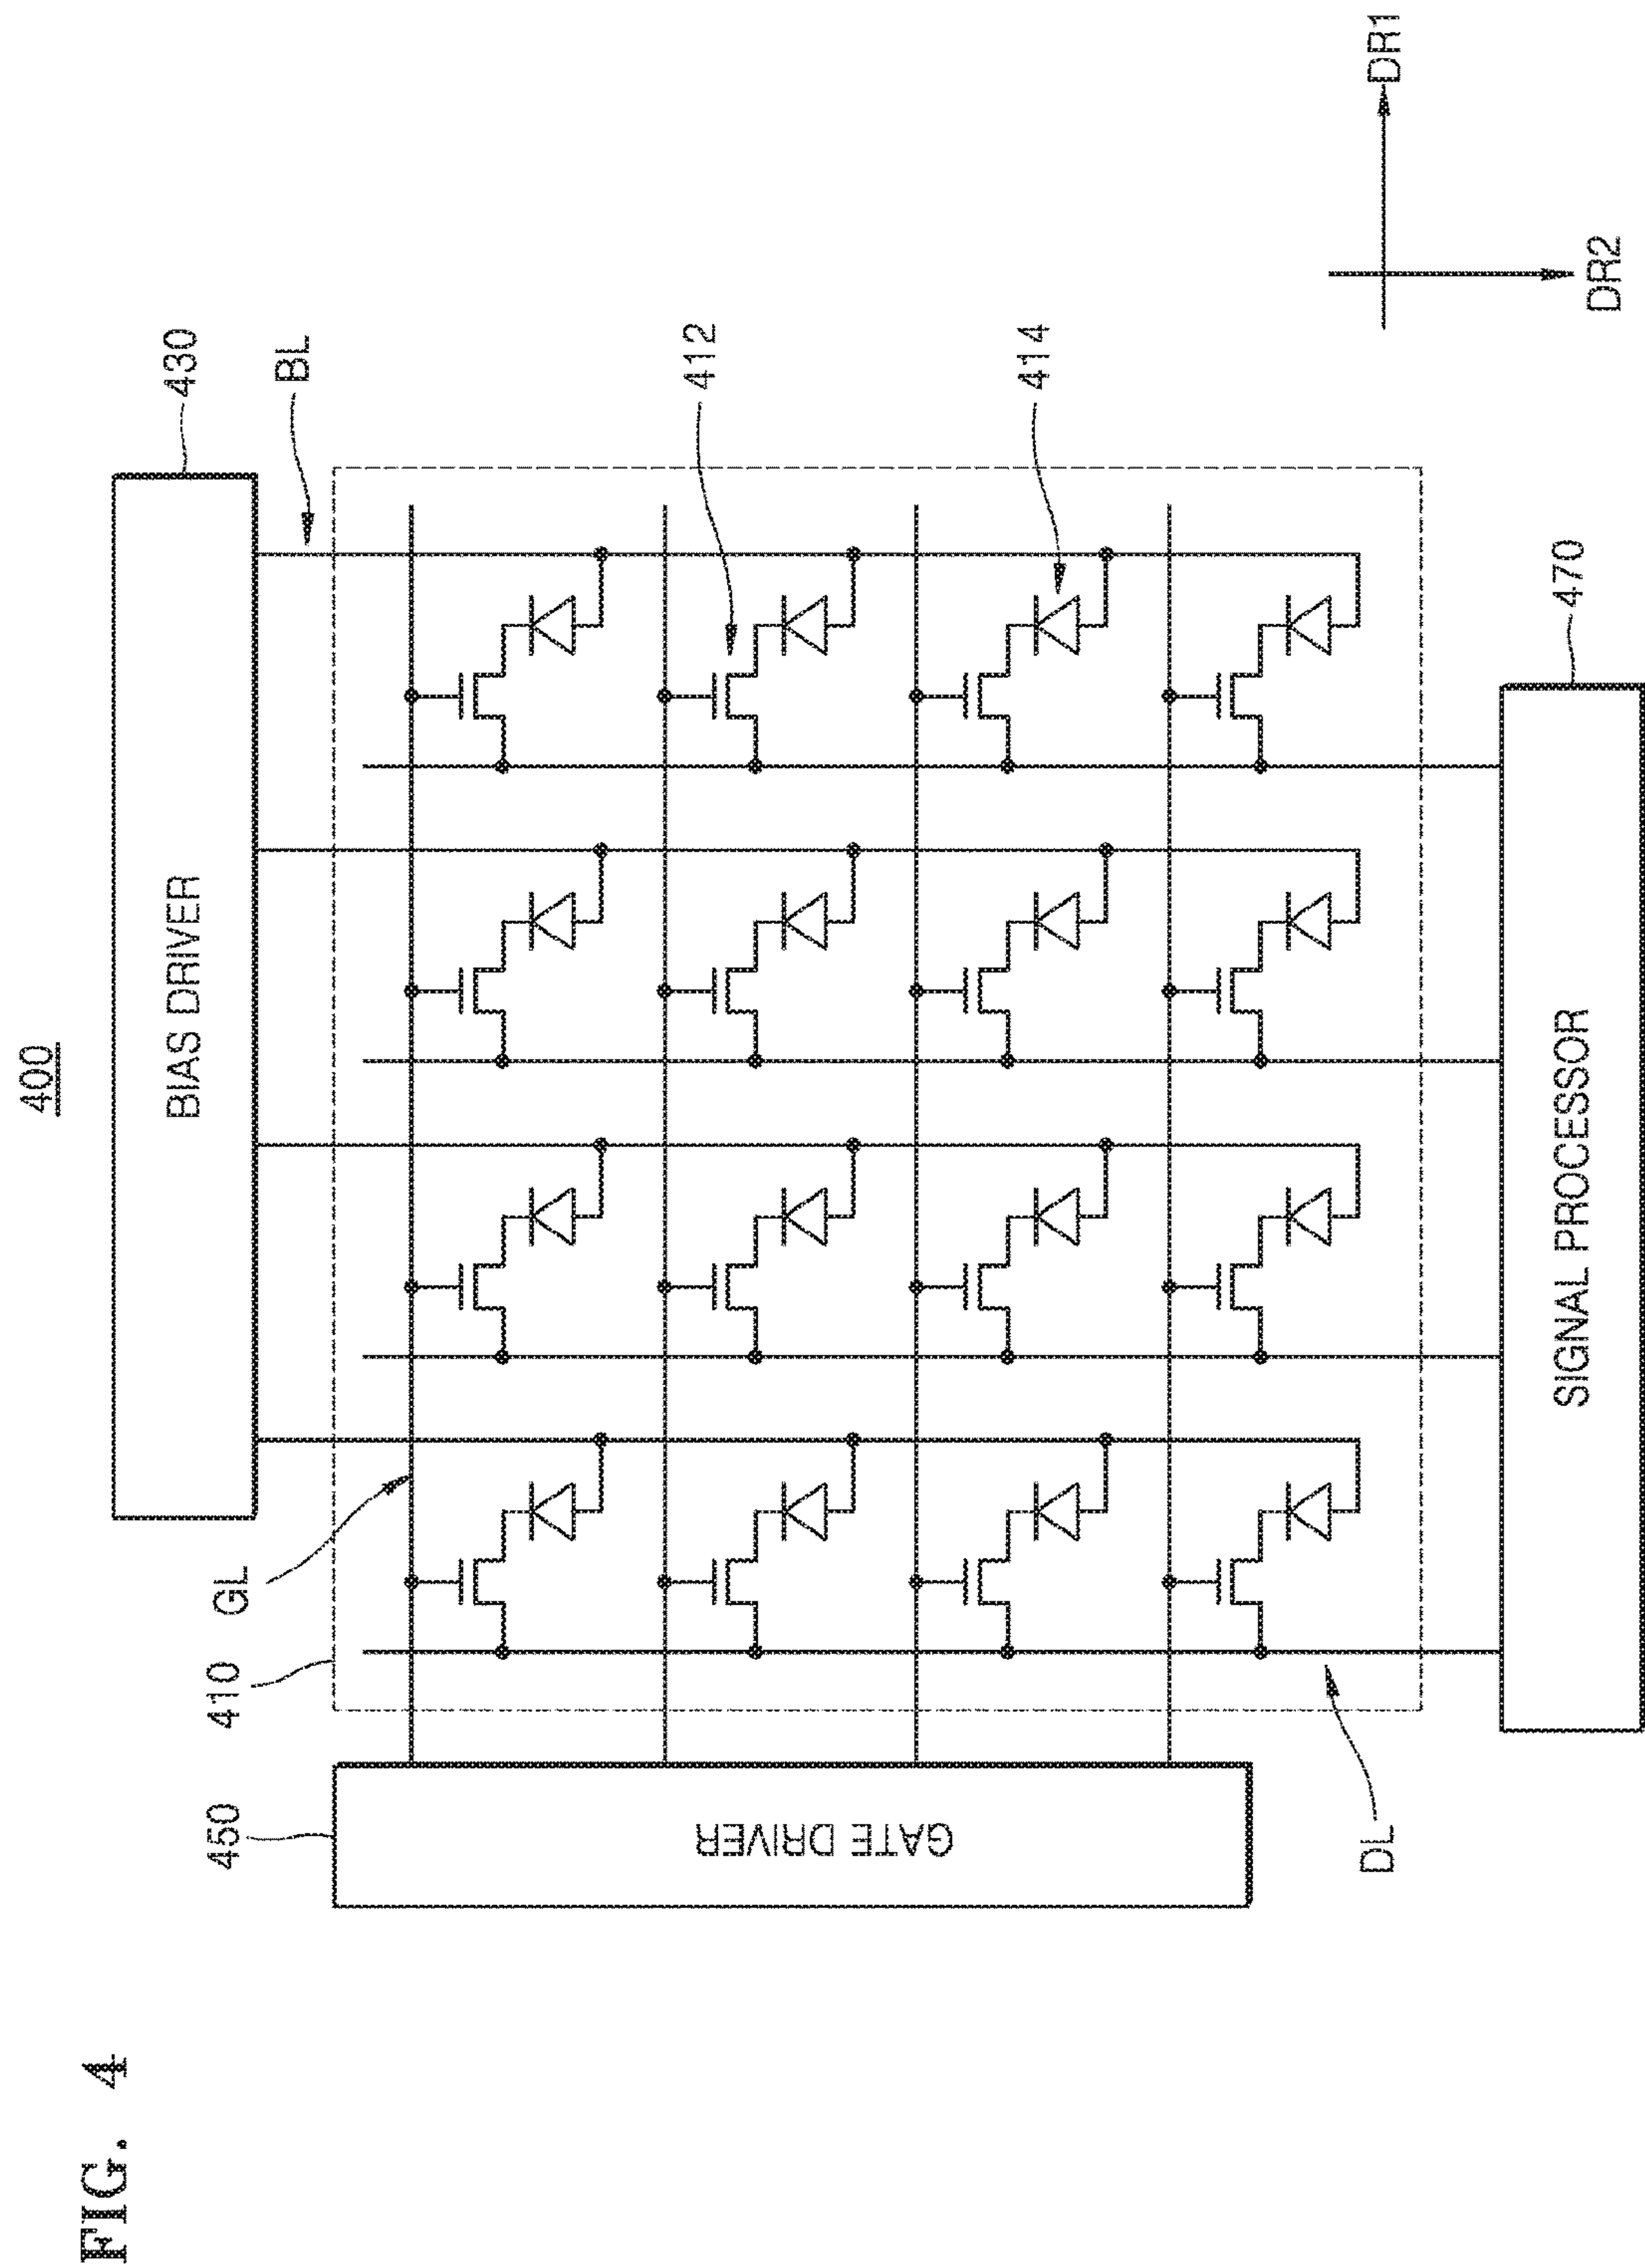 FIG. 4
400
430
BIAS DRIVER
BL
GL
410
412
414
450
GATE DRIVER
DL
470
SIGNAL PROCESSOR
DR1
DR2